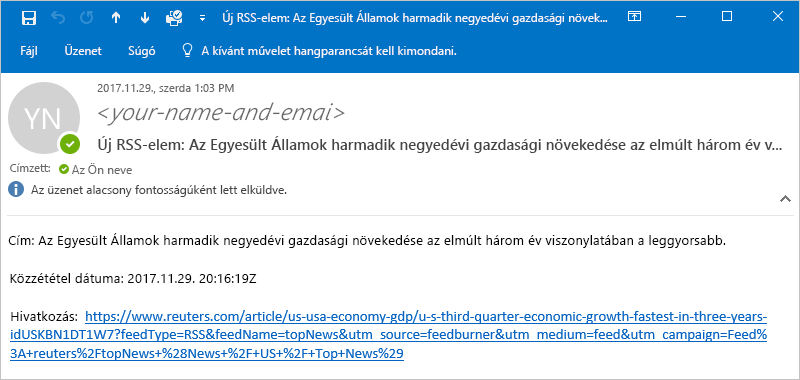 Új RSS-elem: Az Egyesült Államok harmadik negyedévi gazdasági növek...
Fájl Üzenet Súgó A kívánt művelet hangparancsát kell kimondani.
2017.11.29., szerda 1:03 PM
YN
<your-name-and-emai>
Új RSS-elem: Az Egyesült Államok harmadik negyedévi gazdasági növekedése az elmúlt három év v...
Címzett: Az Ön neve
Az üzenet alacsony fontosságúként lett elküldve.
Cím: Az Egyesült Államok harmadik negyedévi gazdasági növekedése az elmúlt három év viszonylatában a leggyorsabb.
Közzététel dátuma: 2017.11.29. 20:16:19Z
Hivatkozás: https://www.reuters.com/article/us-usa-economy-gdp/u-s-third-quarter-economic-growth-fastest-in-three-years-
idUSKBN1DT1W7?feedType=RSS&feedName=topNews&utm_source=feedburner&utm_medium=feed&utm_campaign=Feed%
3A+reuters%2FtopNews+%28News+%2F+US+%2F+Top+News%29